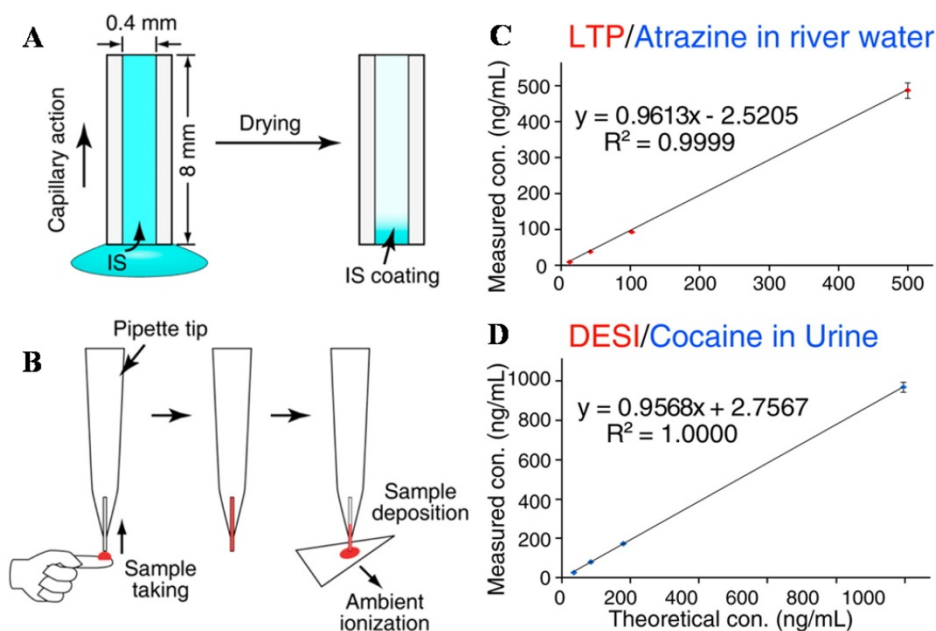 A
0.4 mm
Capillary action
8 mm
IS
Drying
IS coating
B
Pipette tip
Sample taking
Sample deposition
Ambient ionization
C
LTP/Atrazine in river water
Measured con. (ng/mL)
500
400
300
200
100
0
y = 0.9613x - 2.5205
R² = 0.9999
0
100
200
300
400
500
D
DESI/Cocaine in Urine
Measured con. (ng/mL)
1000
800
600
400
200
0
y = 0.9568x + 2.7567
R² = 1.0000
0
200
400
600
800
1000
Theoretical con. (ng/mL)